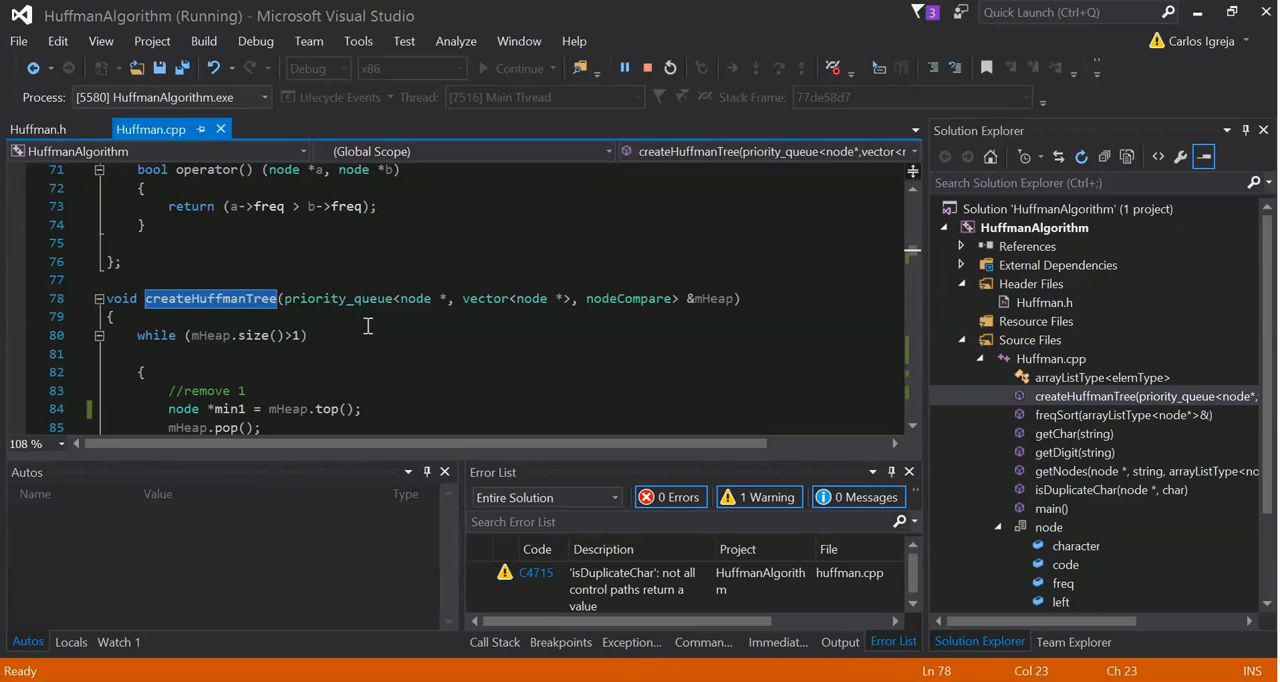 HuffmanAlgorithm (Running) - Microsoft Visual Studio
3
Quick Launch (Ctrl+Q)
File Edit View Project Build Debug Team Tools Test Analyze Window Help
Carlos Igreja
Debug x86 Continue
Process: [5580] HuffmanAlgorithm.exe Lifecycle Events Thread: [7516] Main Thread Stack Frame: 77de58d7
Huffman.h Huffman.cpp
HuffmanAlgorithm (Global Scope) createHuffmanTree(priority_queue<node*,vector<node*>,n
71 bool operator() (node *a, node *b)
72 {
73 return (a->freq > b->freq);
74 }
75
76 };
77
78 void createHuffmanTree(priority_queue<node *, vector<node *>, nodeCompare> &mHeap)
79 {
80 while (mHeap.size()>1)
81
82 {
83 //remove 1
84 node *min1 = mHeap.top();
85 mHeap.pop();
108 %
Autos
Name Value Type
Autos Locals Watch 1
Error List
Entire Solution 0 Errors 1 Warning 0 Messages
Search Error List
Code Description Project File
C4715 'isDuplicateChar': not all HuffmanAlgorith huffman.cpp
control paths return a m
value
Call Stack Breakpoints Exception... Comman... Immediat... Output Error List
Solution Explorer
Search Solution Explorer (Ctrl+;)
Solution 'HuffmanAlgorithm' (1 project)
HuffmanAlgorithm
References
External Dependencies
Header Files
Huffman.h
Resource Files
Source Files
Huffman.cpp
arrayListType<elemType>
createHuffmanTree(priority_queue<node*,
freqSort(arrayListType<node*>&)
getChar(string)
getDigit(string)
getNodes(node *, string, arrayListType<no
isDuplicateChar(node *, char)
main()
node
character
code
freq
left
Solution Explorer Team Explorer
Ready Ln 78 Col 23 Ch 23 INS